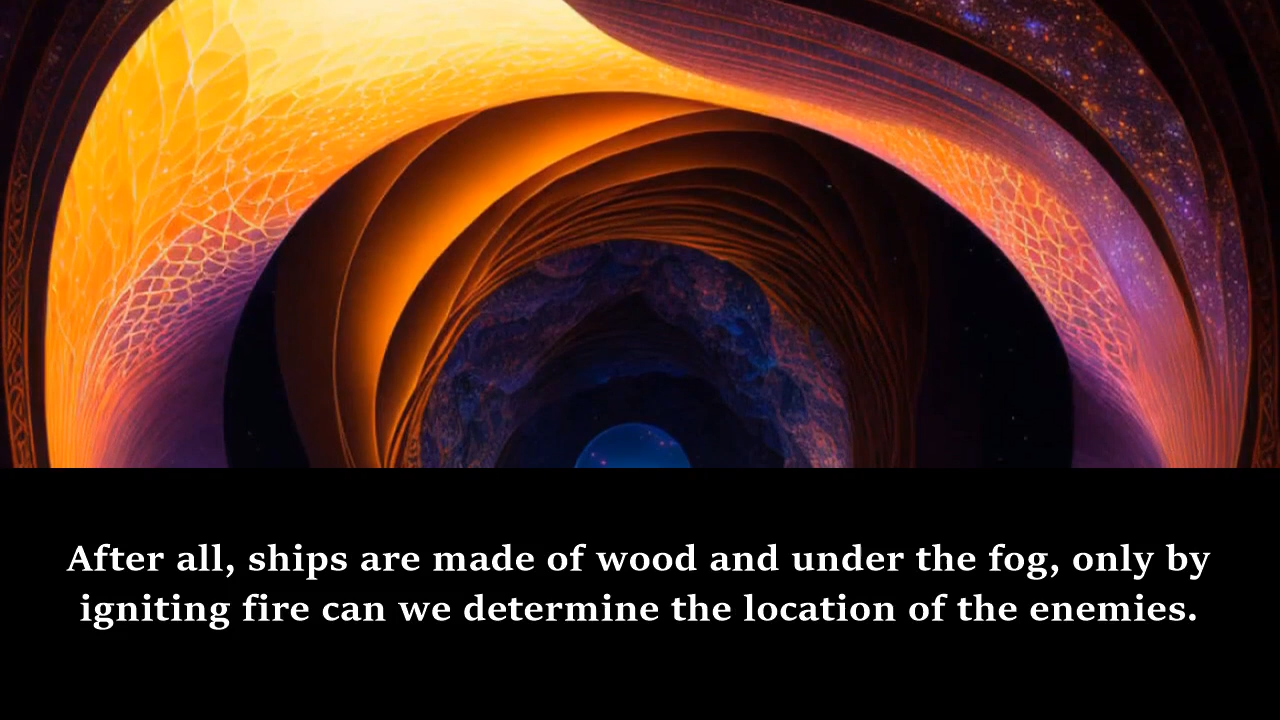 After all, ships are made of wood and under the fog, only by
igniting fire can we determine the location of the enemies.